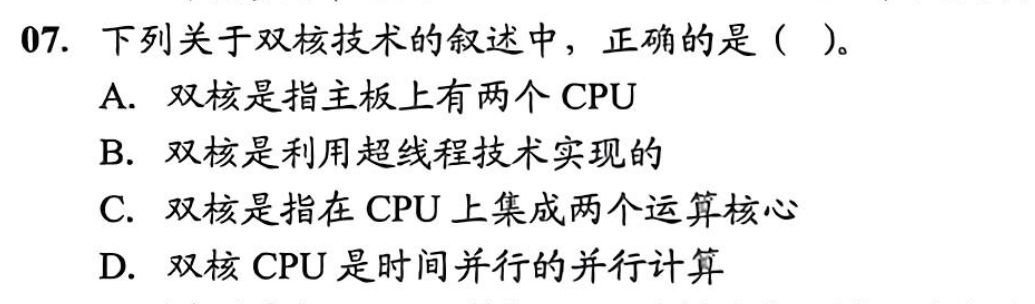 07. 下列关于双核技术的叙述中，正确的是（ ）。
A. 双核是指主板上有两个 CPU
B. 双核是利用超线程技术实现的
C. 双核是指在 CPU 上集成两个运算核心
D. 双核 CPU 是时间并行的并行计算